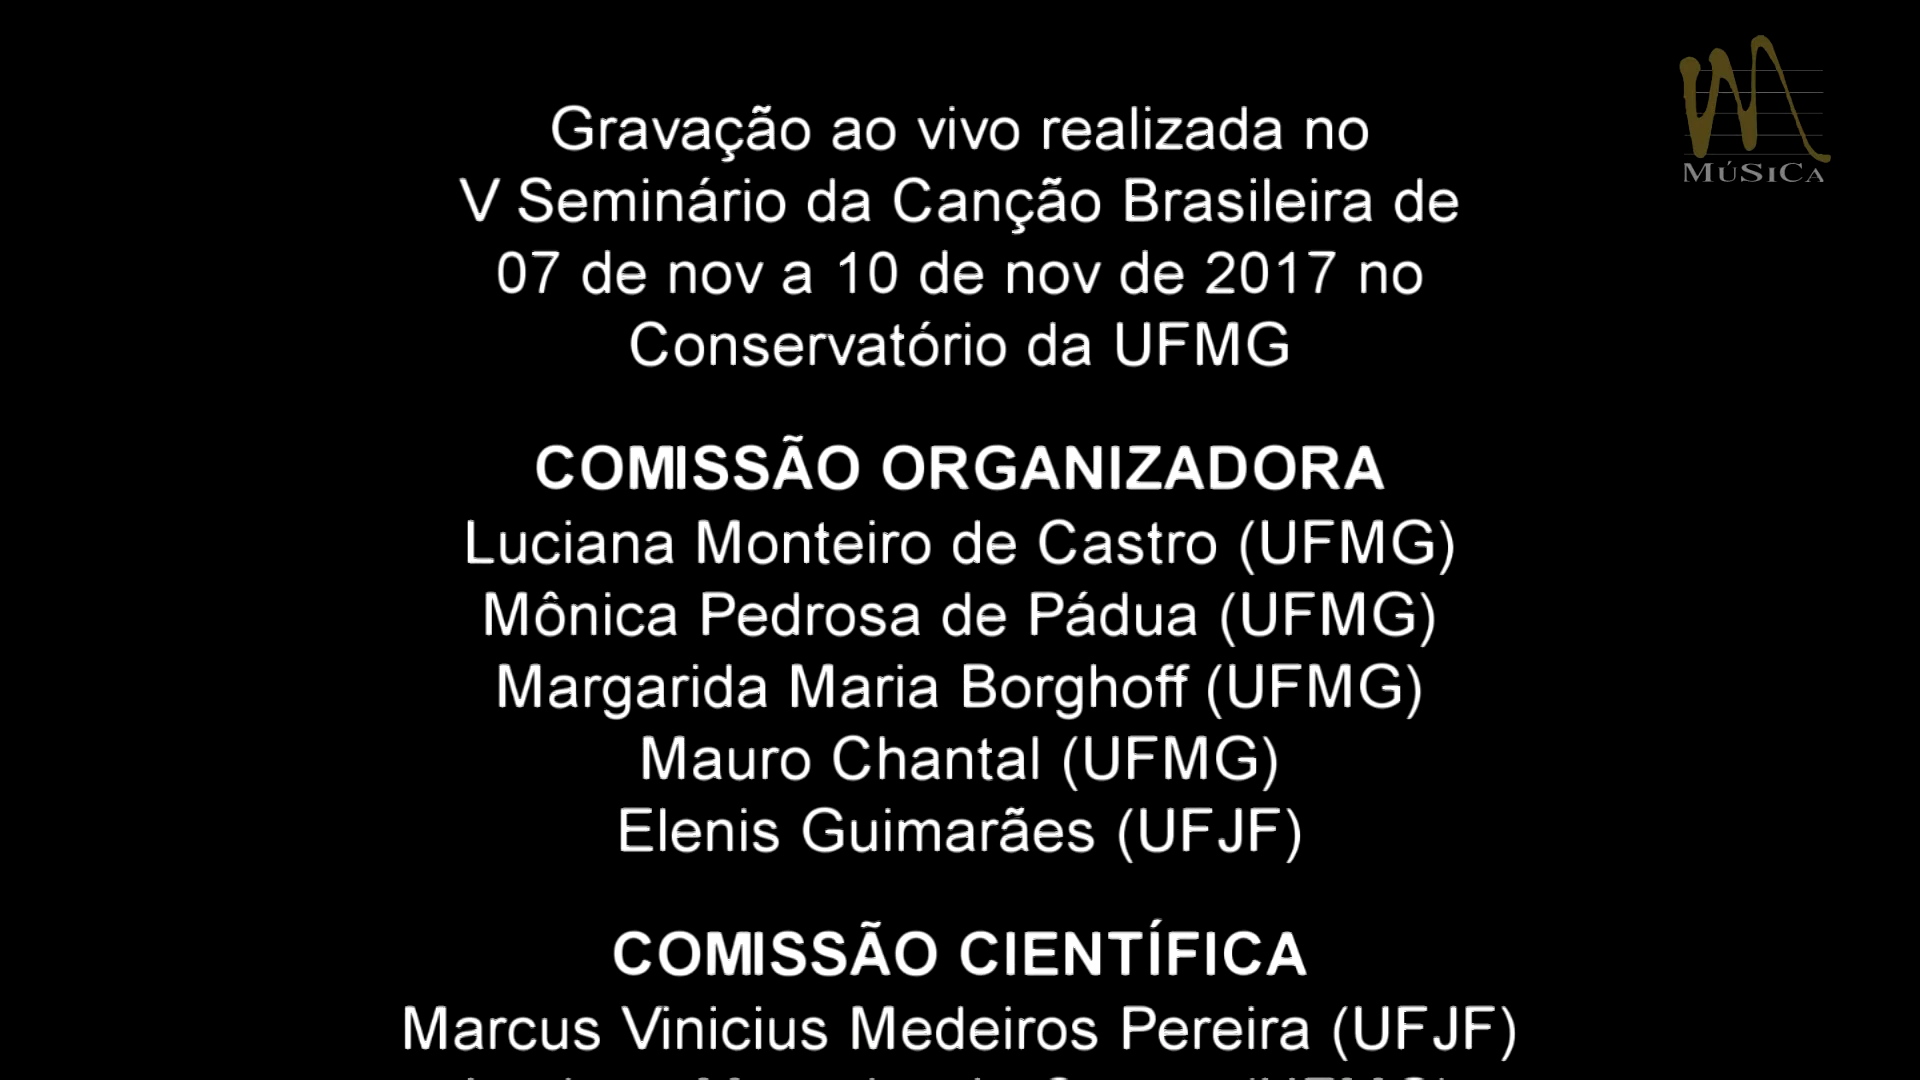 MÚSiCA
Gravação ao vivo realizada no
V Seminário da Canção Brasileira de
07 de nov a 10 de nov de 2017 no
Conservatório da UFMG
COMISSÃO ORGANIZADORA
Luciana Monteiro de Castro (UFMG)
Mônica Pedrosa de Pádua (UFMG)
Margarida Maria Borghoff (UFMG)
Mauro Chantal (UFMG)
Elenis Guimarães (UFJF)
COMISSÃO CIENTÍFICA
Marcus Vinicius Medeiros Pereira (UFJF)